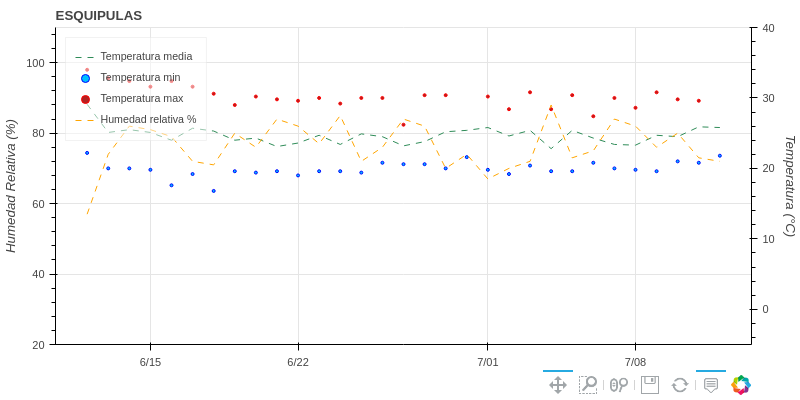 ESQUIPULAS
Temperatura media
Temperatura min
Temperatura max
Humedad relativa %
Humedad Relativa (%)
100
80
60
40
20
40
30
20
10
0
Temperatura (°C)
6/15
6/22
7/01
7/08